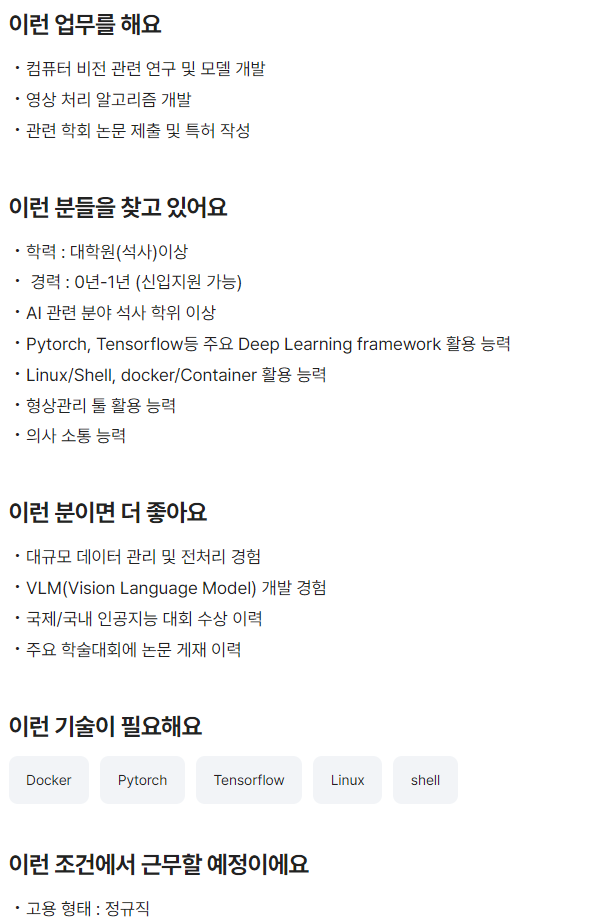 이런 업무를 해요
• 컴퓨터 비전 관련 연구 및 모델 개발
• 영상 처리 알고리즘 개발
• 관련 학회 논문 제출 및 특허 작성
이런 분들을 찾고 있어요
• 학력 : 대학원(석사)이상
• 경력 : 0년-1년 (신입지원 가능)
• AI 관련 분야 석사 학위 이상
• Pytorch, Tensorflow등 주요 Deep Learning framework 활용 능력
• Linux/Shell, docker/Container 활용 능력
• 형상관리 툴 활용 능력
• 의사 소통 능력
이런 분이면 더 좋아요
• 대규모 데이터 관리 및 전처리 경험
• VLM(Vision Language Model) 개발 경험
• 국제/국내 인공지능 대회 수상 이력
• 주요 학술대회에 논문 게재 이력
이런 기술이 필요해요
Docker Pytorch Tensorflow Linux shell
이런 조건에서 근무할 예정이에요
• 고용 형태 : 정규직